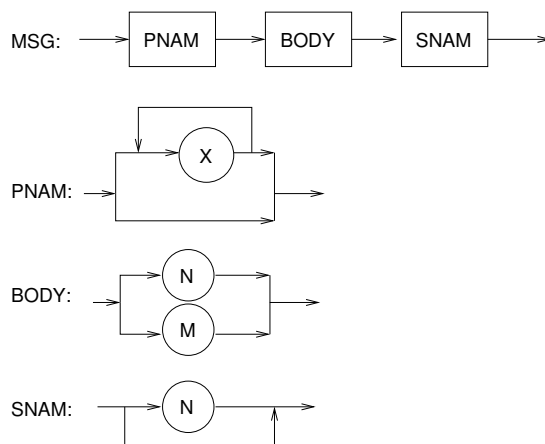 MSG: PNAM BODY SNAM
X
PNAM:
N
BODY:
M
SNAM: N